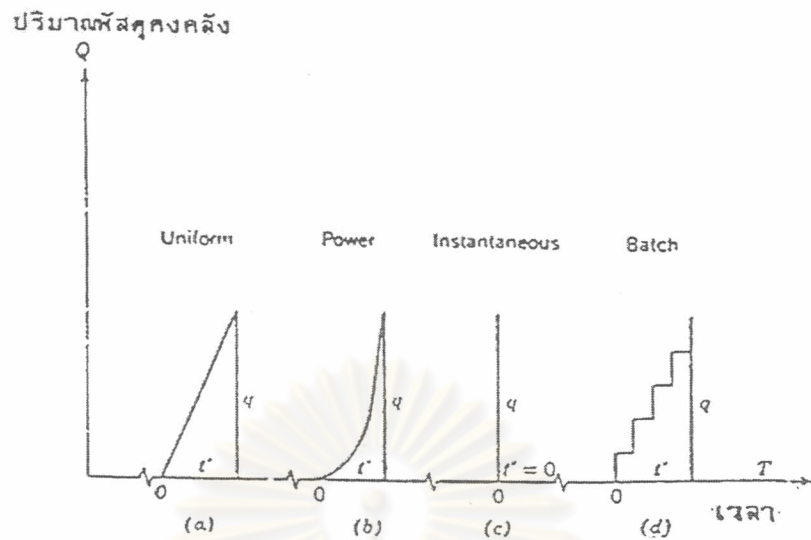 ปริมาณพัสดุคงคลัง
Q
Uniform Power Instantaneous Batch
q q q q
t' t' t' = 0 t' T
0 0 0 0
(a) (b) (c) (d) เวลา